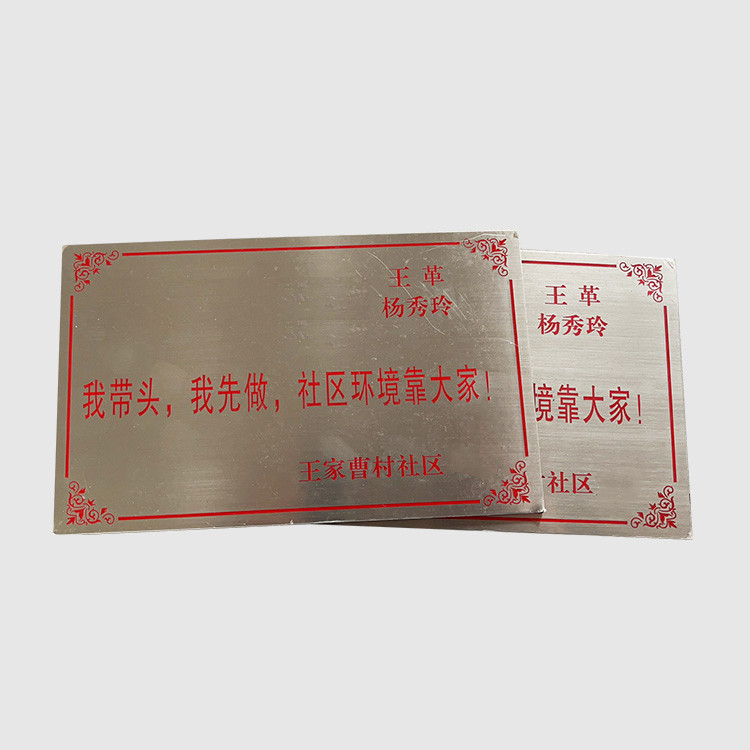 王 革
杨秀玲
我带头，我先做，社区环境靠大家！
王家曹村社区
王 革
杨秀玲
境靠大家！
社区